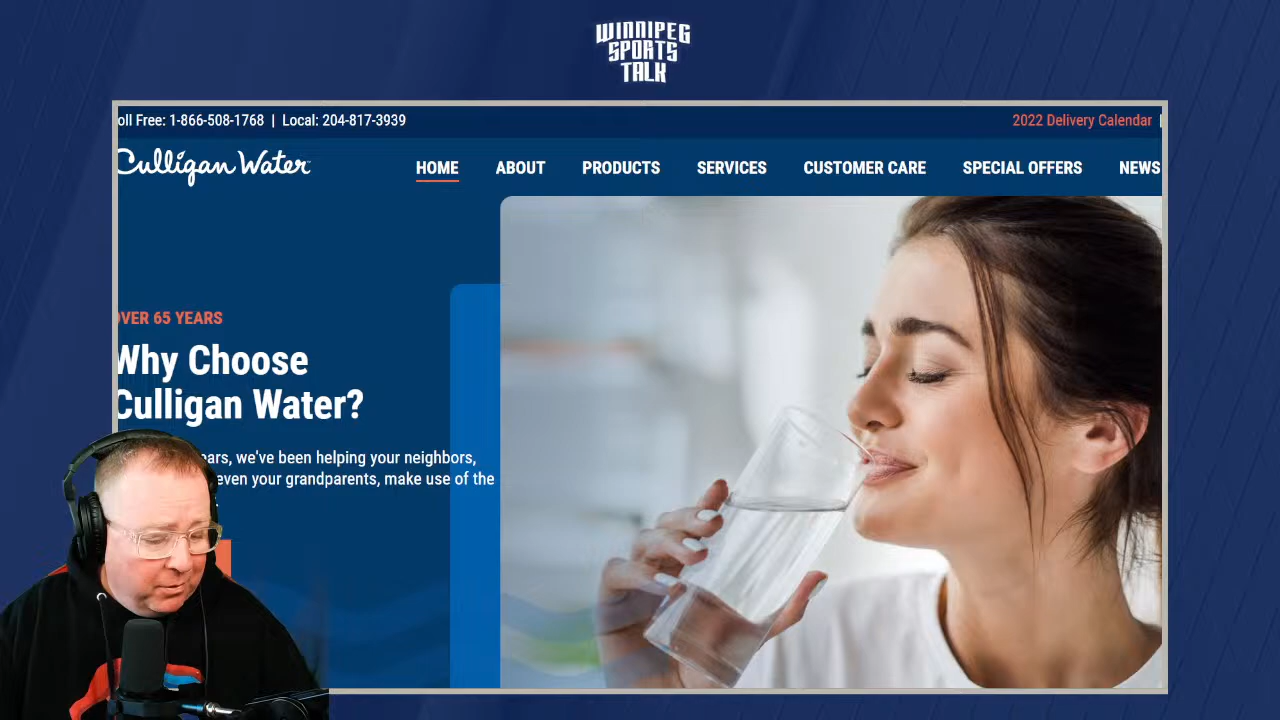 WINNIPEG
SPORTS
TALK
oll Free: 1-866-508-1768 | Local: 204-817-3939
2022 Delivery Calendar |
Culligan Water
HOME ABOUT PRODUCTS SERVICES CUSTOMER CARE SPECIAL OFFERS NEWS
OVER 65 YEARS
Why Choose
Culligan Water?
ears, we've been helping your neighbors,
even your grandparents, make use of the